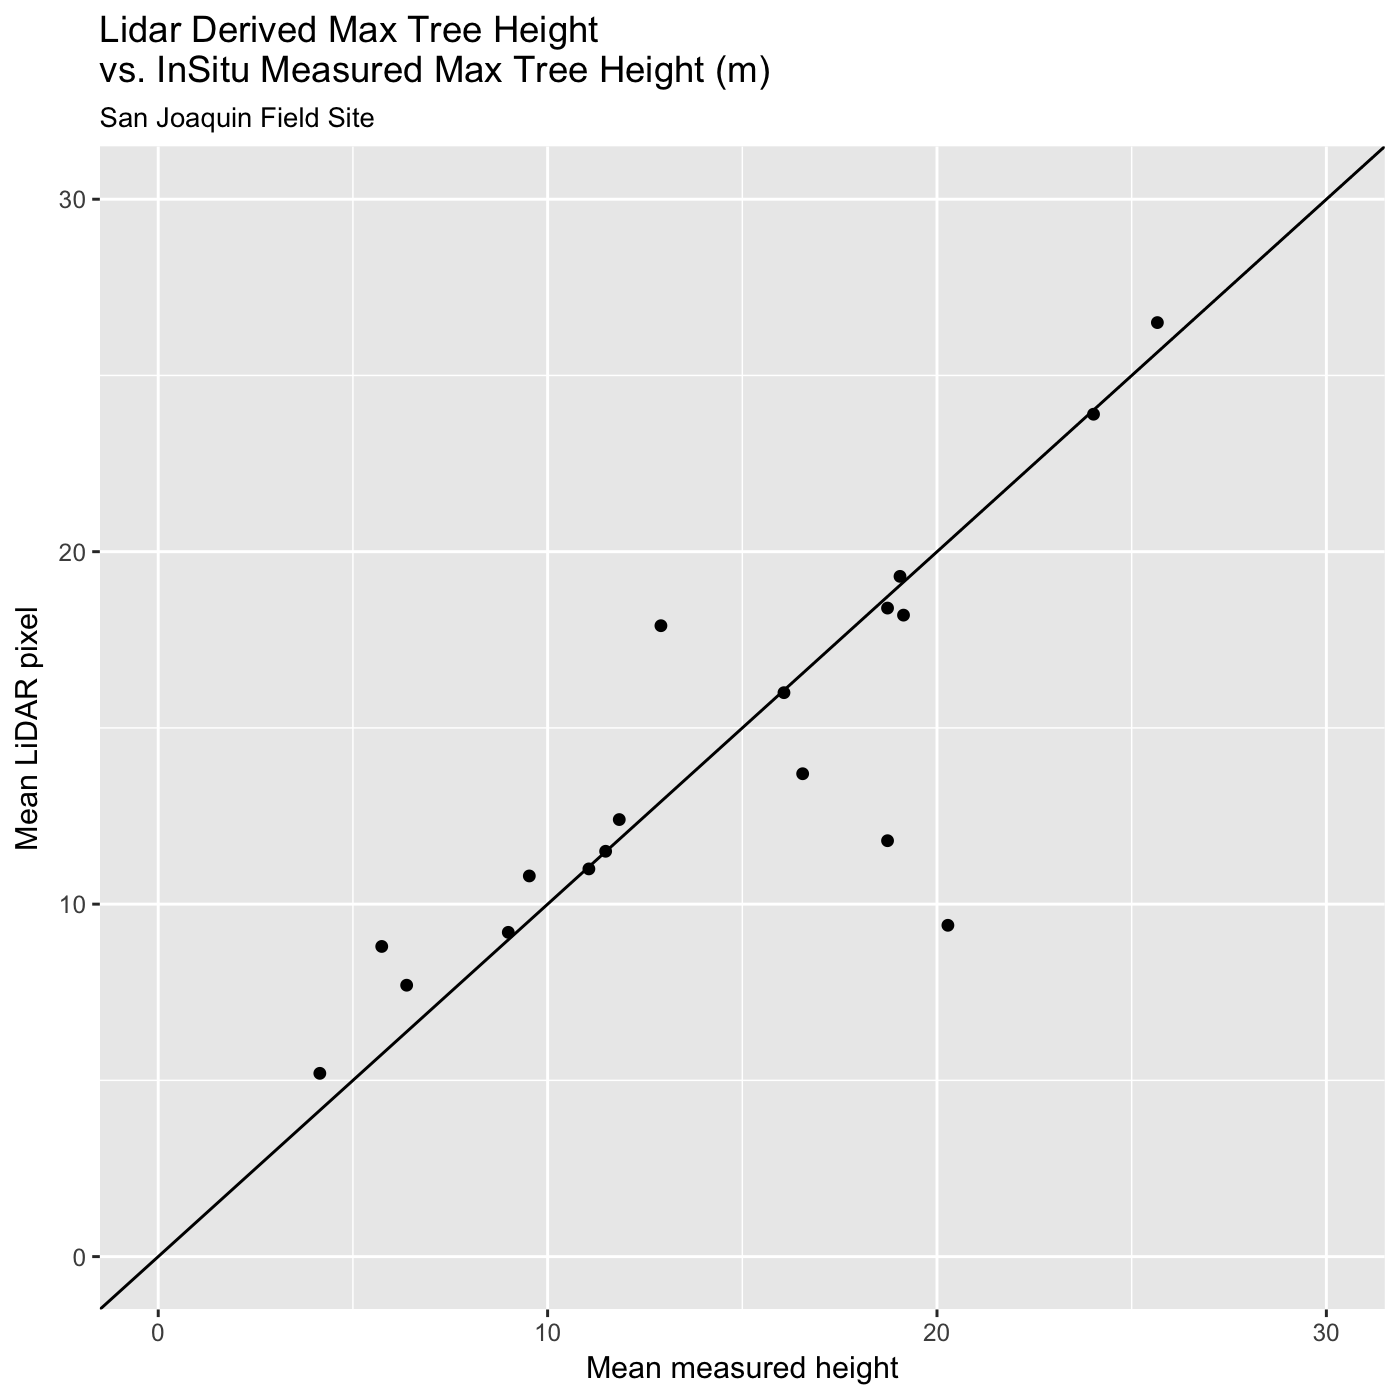 Lidar Derived Max Tree Height
vs. InSitu Measured Max Tree Height (m)
San Joaquin Field Site
30
20
10
0
Mean LiDAR pixel
0
10
20
30
Mean measured height